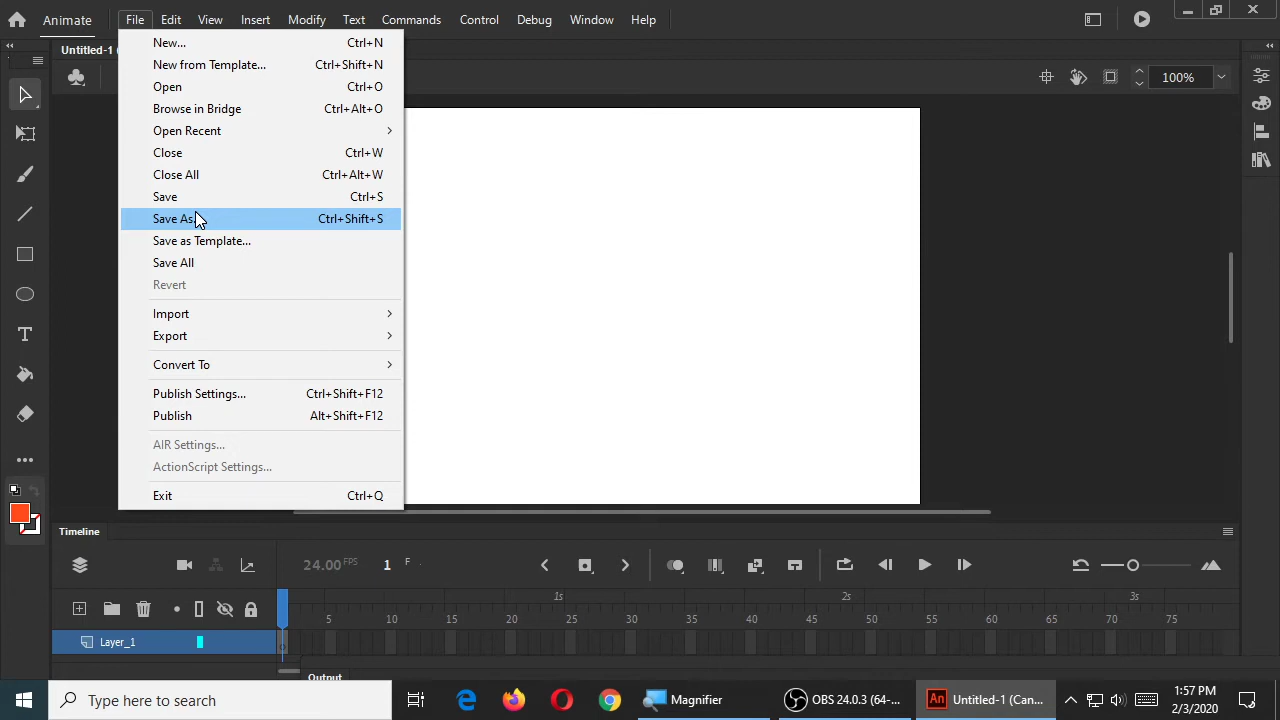 Animate File Edit View Insert Modify Text Commands Control Debug Window Help
Untitled-1 (
New... Ctrl+N
New from Template... Ctrl+Shift+N
Open Ctrl+O
Browse in Bridge Ctrl+Alt+O
Open Recent
Close Ctrl+W
Close All Ctrl+Alt+W
Save Ctrl+S
Save As... Ctrl+Shift+S
Save as Template...
Save All
Revert
Import
Export
Convert To
Publish Settings... Ctrl+Shift+F12
Publish Alt+Shift+F12
AIR Settings...
ActionScript Settings...
Exit Ctrl+Q
100%
Timeline
24.00 FPS 1 F
1s 2s 3s
5 10 15 20 25 30 35 40 45 50 55 60 65 70 75
Layer_1
Output
Type here to search
Magnifier
OBS 24.0.3 (64-...
An Untitled-1 (Can...
1:57 PM
2/3/2020